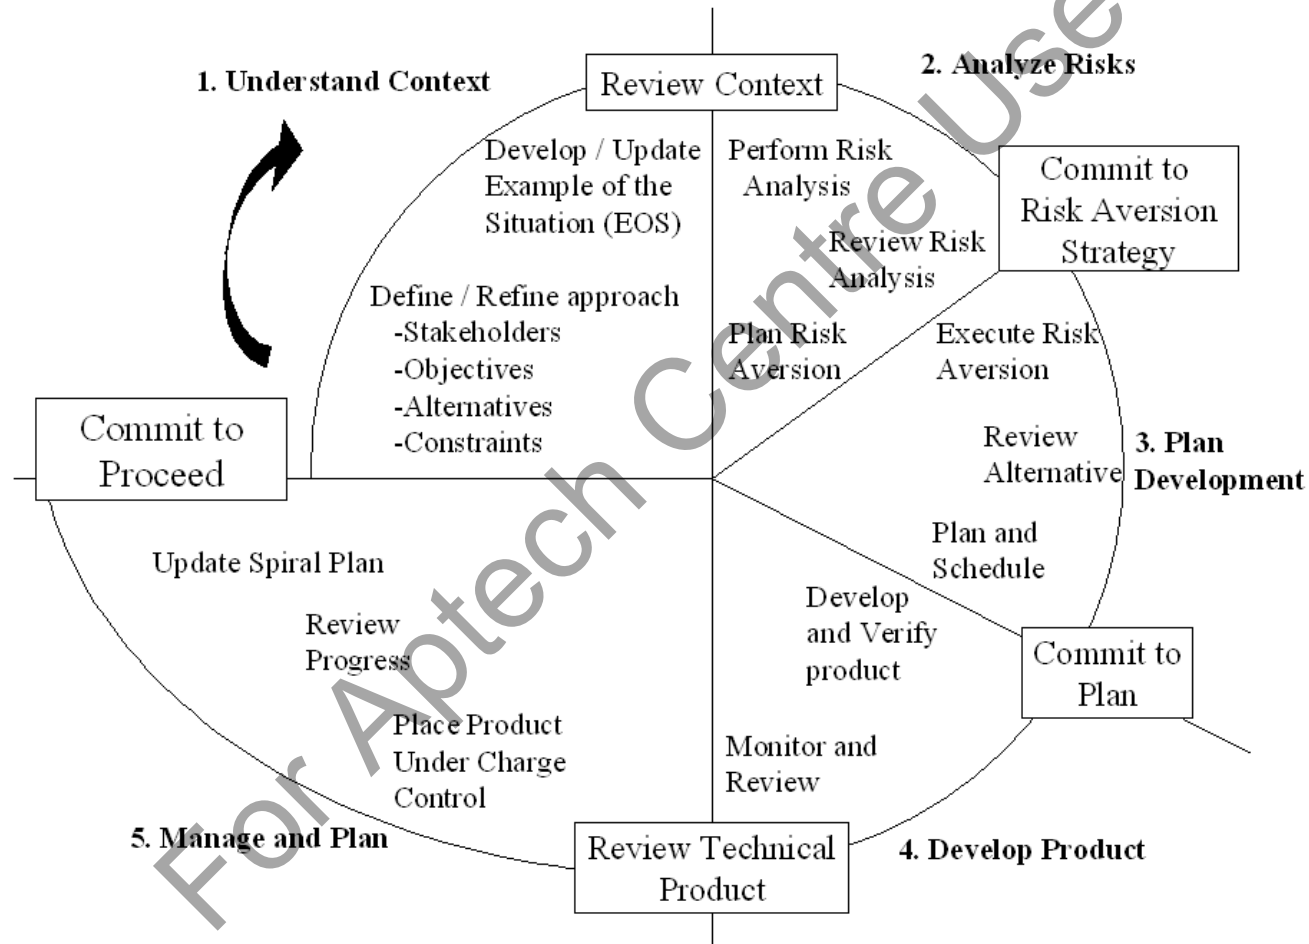 1. Understand Context
Review Context
2. Analyze Risks
Develop / Update
Example of the
Situation (EOS)
Define / Refine approach
-Stakeholders
-Objectives
-Alternatives
-Constraints
Perform Risk
Analysis
Review Risk
Analysis
Plan Risk
Aversion
Commit to
Risk Aversion
Strategy
Execute Risk
Aversion
Review
Alternative
Plan and
Schedule
3. Plan
Development
Commit to
Plan
Develop
and Verify
product
Monitor and
Review
4. Develop Product
Review Technical
Product
Place Product
Under Charge
Control
Review
Progress
Update Spiral Plan
5. Manage and Plan
Commit to
Proceed
For Aptech Centre Use